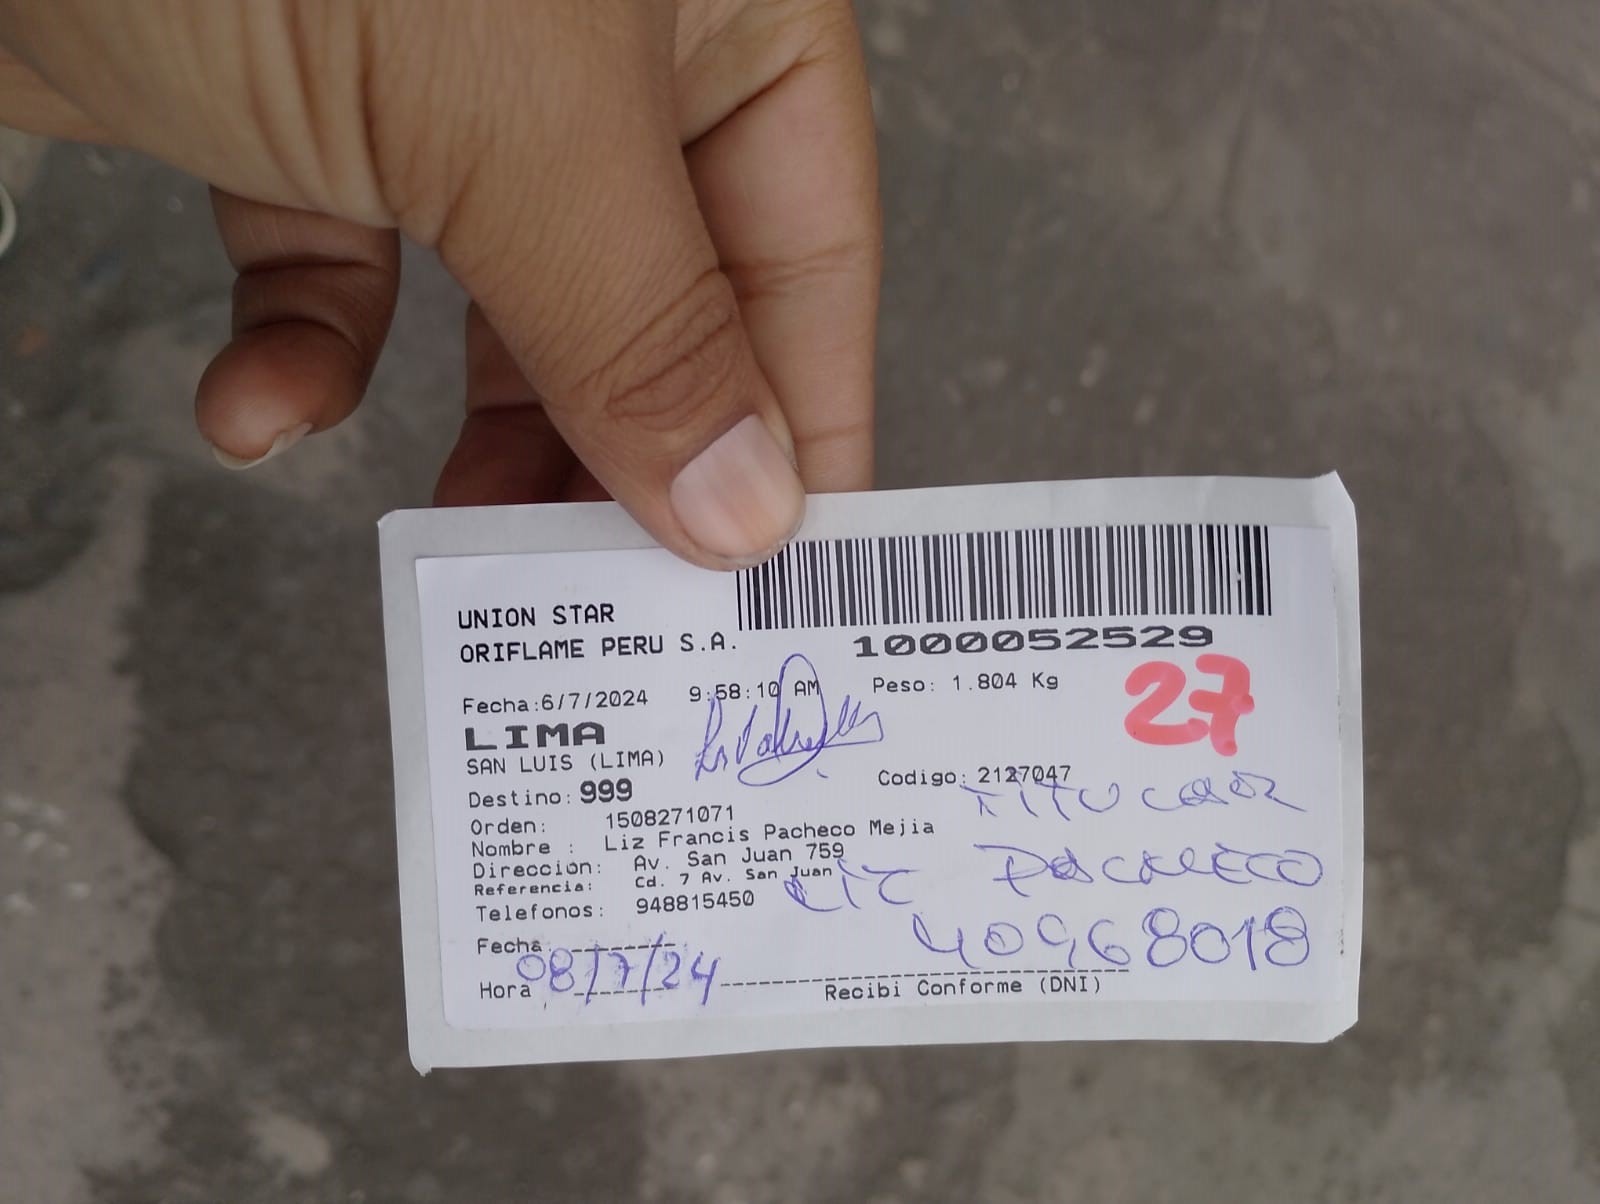 UNION STAR
ORIFLAME PERU S.A.
1000052529
Fecha:6/7/2024 9:58:10 AM Peso: 1.804 Kg
27
LIMA
SAN LUIS (LIMA)
Codigo: 2127047
Destino: 999
Orden: 1508271071
Nombre : Liz Francis Pacheco Mejia
Direccion: Av. San Juan 759
Referencia: Cd. 7 Av. San Juan
Telefonos: 948815450
Liz Pacheco
40968018
Fecha:
08/7/24
Hora
Recibi Conforme (DNI)